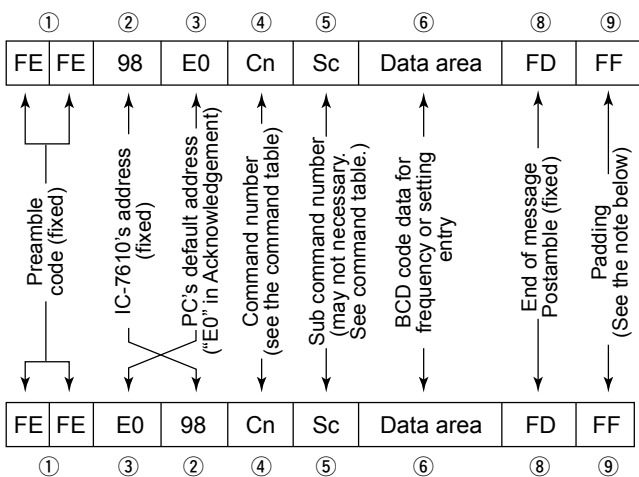 ① ② ③ ④ ⑤ ⑥ ⑧ ⑨
FE FE 98 E0 Cn Sc Data area FD FF
Preamble
code (fixed)
IC-7610's address
(fixed)
PC's default address
("E0" in Acknowledgement)
Command number
(see the command table)
Sub command number
(may not necessary.
See command table.)
BCD code data for
frequency or setting
entry
End of message
Postamble (fixed)
Padding
(See the note below)
FE FE E0 98 Cn Sc Data area FD FF
① ③ ② ④ ⑤ ⑥ ⑧ ⑨